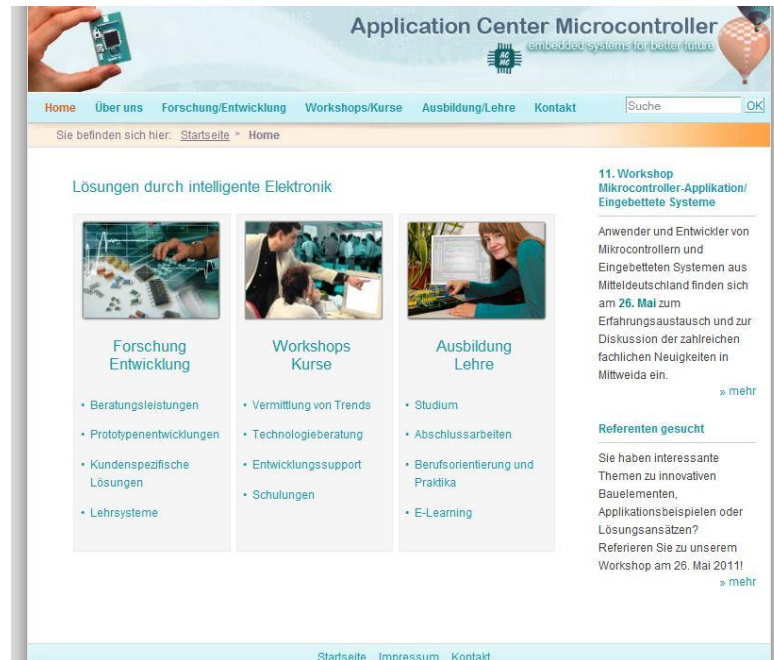 Application Center Microcontroller
embedded systems for better future
AC
MC
Home Über uns Forschung/Entwicklung Workshops/Kurse Ausbildung/Lehre Kontakt Suche OK
Sie befinden sich hier: Startseite > Home
Lösungen durch intelligente Elektronik
Forschung
Entwicklung
• Beratungsleistungen
• Prototypenentwicklungen
• Kundenspezifische
Lösungen
• Lehrsysteme
Workshops
Kurse
• Vermittlung von Trends
• Technologieberatung
• Entwicklungssupport
• Schulungen
Ausbildung
Lehre
• Studium
• Abschlussarbeiten
• Berufsorientierung und
Praktika
• E-Learning
11. Workshop
Mikrocontroller-Applikation/
Eingebettete Systeme
Anwender und Entwickler von
Mikrocontrollern und
Eingebetteten Systemen aus
Mitteldeutschland finden sich
am 26. Mai zum
Erfahrungsaustausch und zur
Diskussion der zahlreichen
fachlichen Neuigkeiten in
Mittweida ein.
» mehr
Referenten gesucht
Sie haben interessante
Themen zu innovativen
Bauelementen,
Applikationsbeispielen oder
Lösungsansätzen?
Referieren Sie zu unserem
Workshop am 26. Mai 2011!
» mehr
Startseite Impressum Kontakt